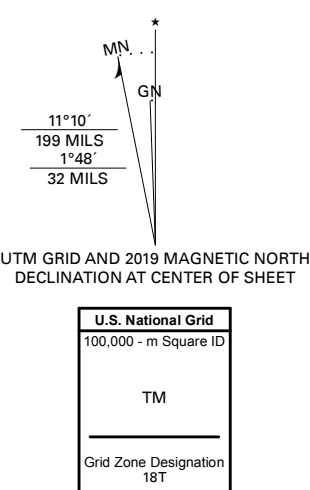 ★
MN
GN
11°10´
199 MILS
1°48´
32 MILS
UTM GRID AND 2019 MAGNETIC NORTH
DECLINATION AT CENTER OF SHEET
U.S. National Grid
100,000 - m Square ID
TM
Grid Zone Designation
18T